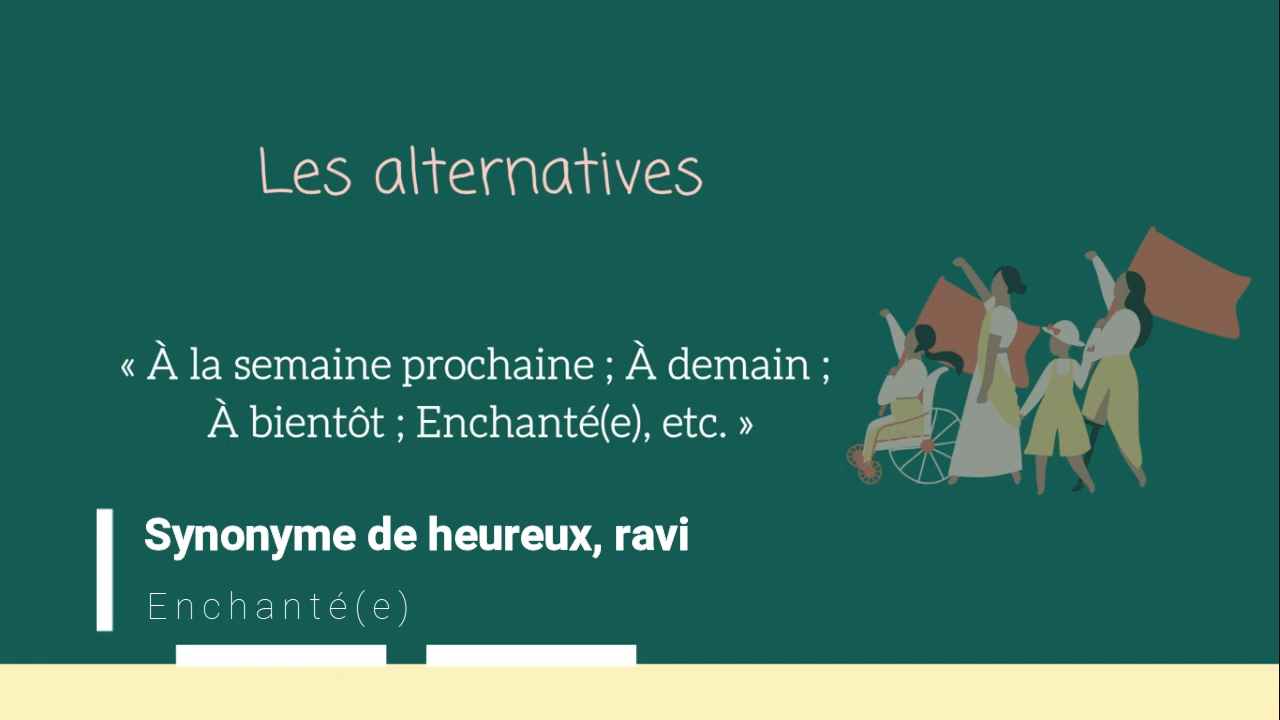 Les alternatives
« À la semaine prochaine ; À demain ;
À bientôt ; Enchanté(e), etc. »
Synonyme de heureux, ravi
Enchanté(e)